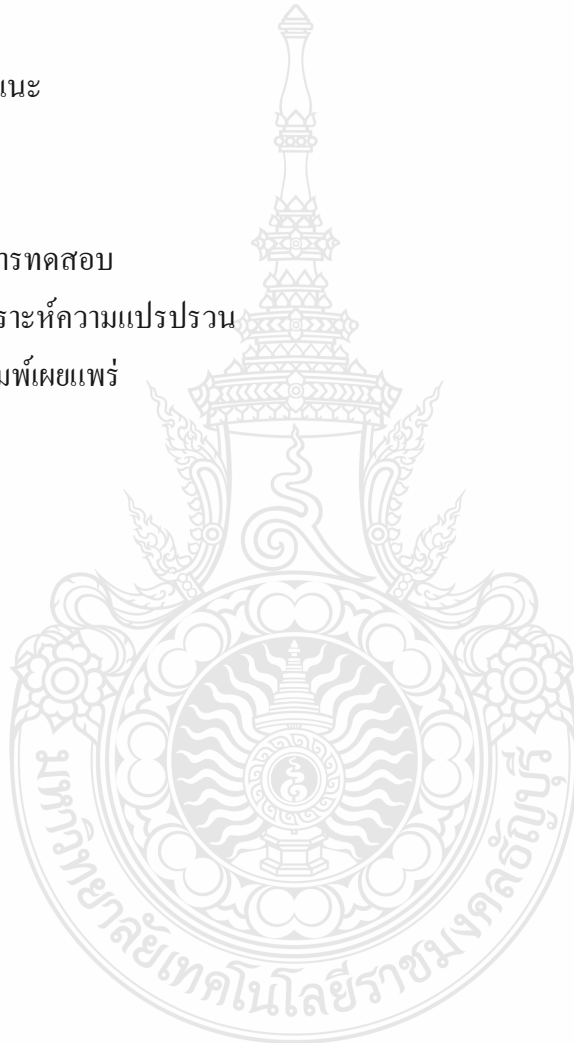 แนะ
ารทดสอบ
ราะห์ความแปรปรวน
มพ์เผยแพร่
มหาวิทยาลัยเทคโนโลยีราชมงคลธัญบุรี